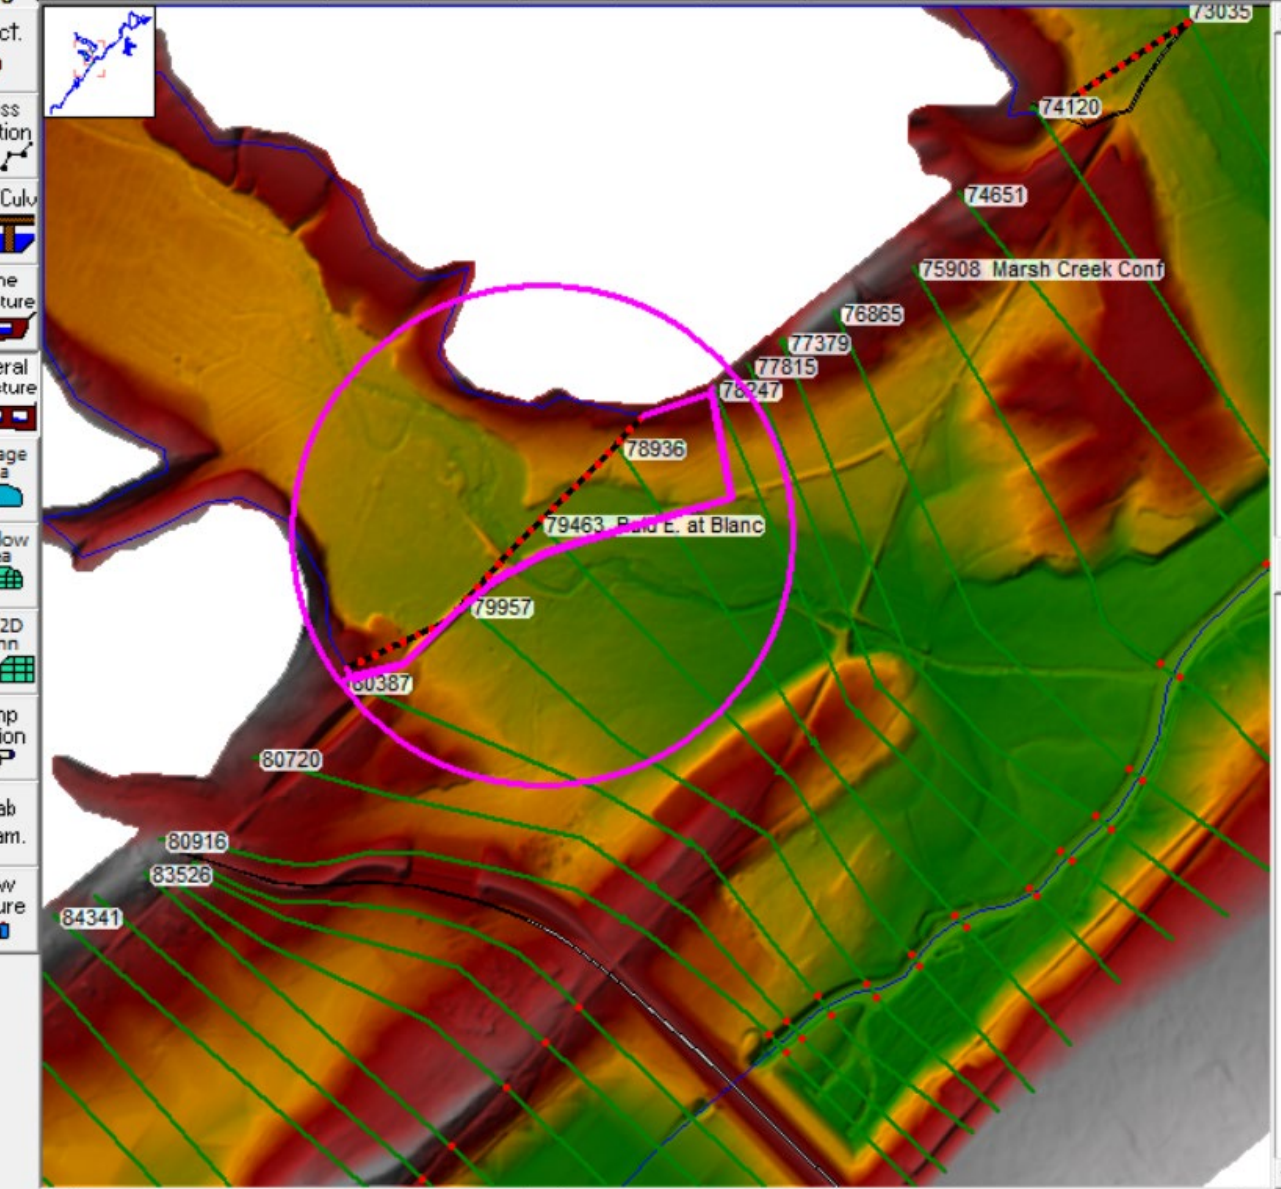 73035
ct.
74120
ss
tion
74651
Culv
75908 Marsh Creek Conf
ne
ture
76865
77379
77815
eral
cture
78247
78936
age
a
79463 Bald E. at Blanc
low
ea
79957
2D
nn
80387
mp
ion
80720
ab
am.
80916
83526
w
ure
84341